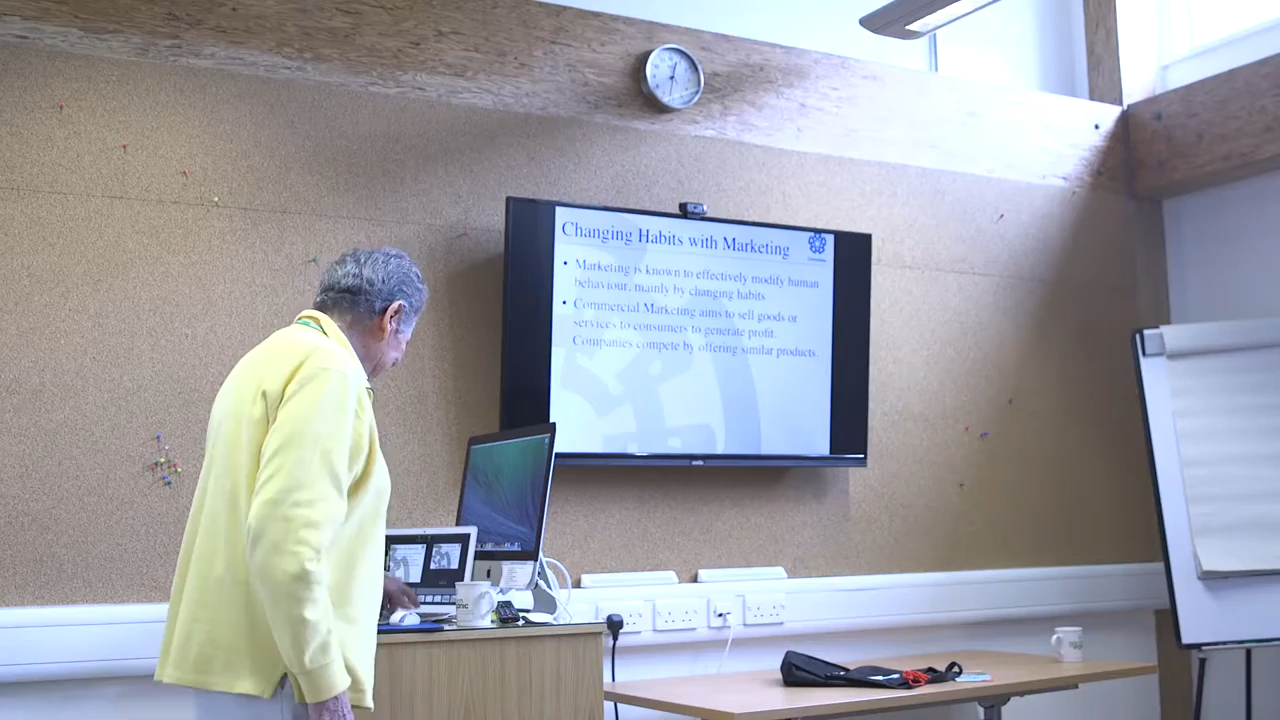 Changing Habits with Marketing
• Marketing is known to effectively modify human
behaviour, mainly by changing habits
• Commercial Marketing aims to sell goods or
services to consumers to generate profit.
Companies compete by offering similar products.